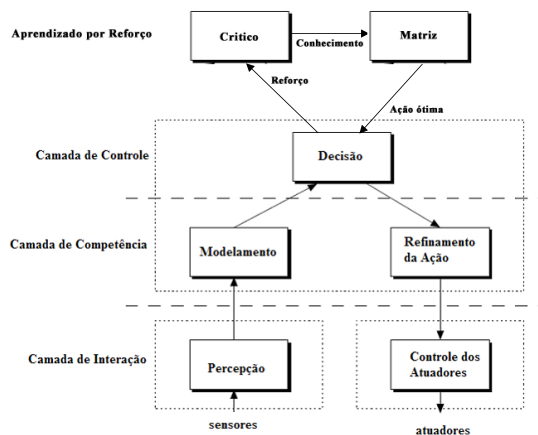 Aprendizado por Reforço
Critico
Conhecimento
Matriz
Reforço
Ação ótima
Camada de Controle
Decisão
Camada de Competência
Modelamento
Refinamento
da Ação
Camada de Interação
Percepção
Controle dos
Atuadores
sensores
atuadores